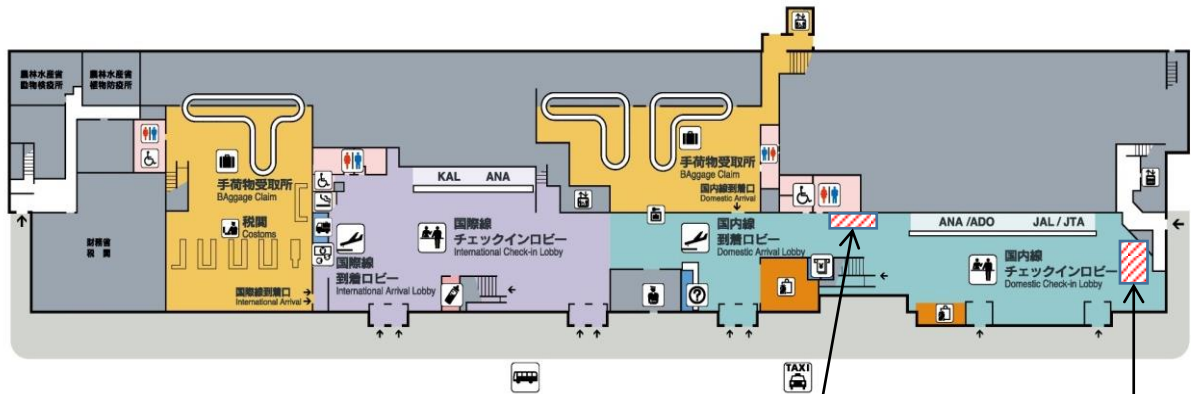 農林水産省
動物検疫所
農林水産省
植物防疫所
手荷物受取所
BAggage Claim
税関
Customs
財務省
税関
国際線到着口
International Arrival
KAL ANA
国際線
チェックインロビー
International Check-in Lobby
国際線
到着ロビー
International Arrival Lobby
手荷物受取所
BAggage Claim
国内線到着口
Domestic Arrival
国内線
到着ロビー
Domestic Arrival Lobby
ANA /ADO JAL / JTA
国内線
チェックインロビー
Domestic Check-in Lobby
TAXI